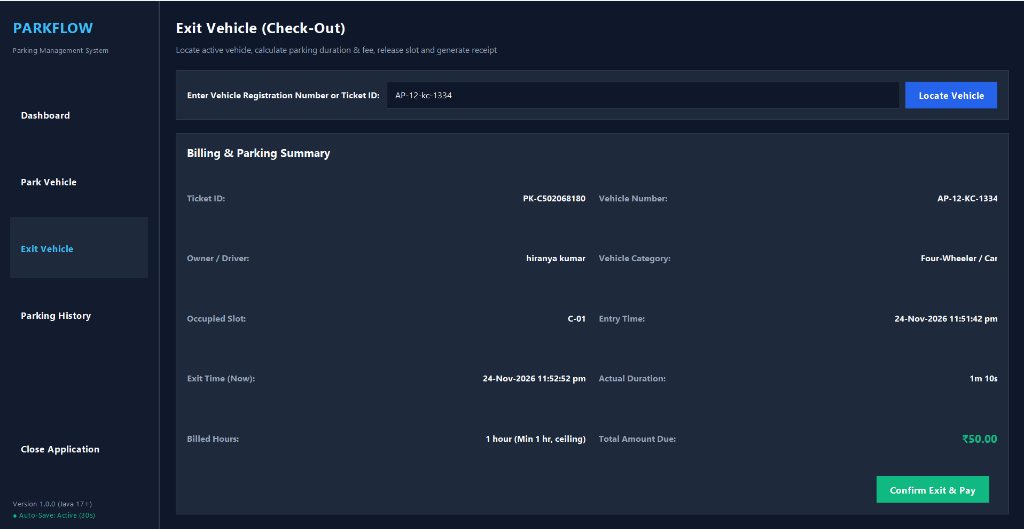 PARKFLOW
Parking Management System
Dashboard
Park Vehicle
Exit Vehicle
Parking History
Close Application
Version 1.0.0 (Java 17+)
● Auto-Save: Active (30s)
Exit Vehicle (Check-Out)
Locate active vehicle, calculate parking duration & fee, release slot and generate receipt
Enter Vehicle Registration Number or Ticket ID: AP-12-kc-1334 Locate Vehicle
Billing & Parking Summary
Ticket ID: PK-C502068180 Vehicle Number: AP-12-KC-1334
Owner / Driver: hiranya kumar Vehicle Category: Four-Wheeler / Car
Occupied Slot: C-01 Entry Time: 24-Nov-2026 11:51:42 pm
Exit Time (Now): 24-Nov-2026 11:52:52 pm Actual Duration: 1m 10s
Billed Hours: 1 hour (Min 1 hr, ceiling) Total Amount Due: ₹50.00
Confirm Exit & Pay